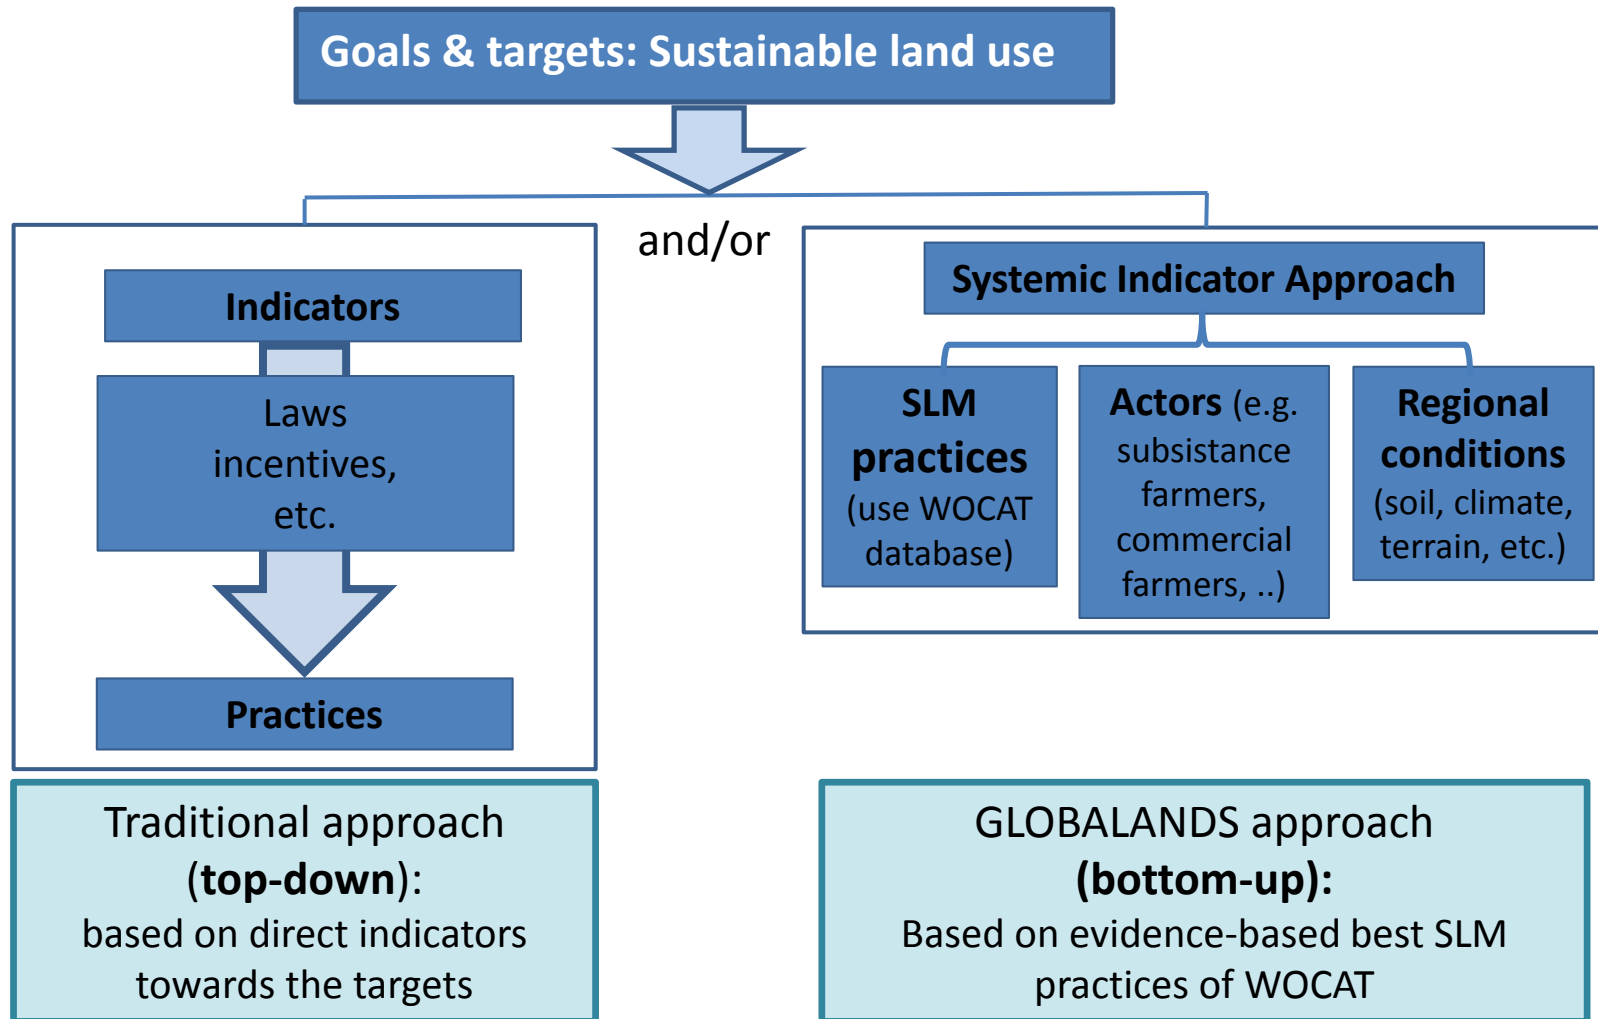 Goals & targets: Sustainable land use
and/or
Indicators
Laws
incentives,
etc.
Practices
Systemic Indicator Approach
SLM
practices
(use WOCAT
database)
Actors (e.g.
subsistance
farmers,
commercial
farmers, ..)
Regional
conditions
(soil, climate,
terrain, etc.)
Traditional approach
(top-down):
based on direct indicators
towards the targets
GLOBALANDS approach
(bottom-up):
Based on evidence-based best SLM
practices of WOCAT